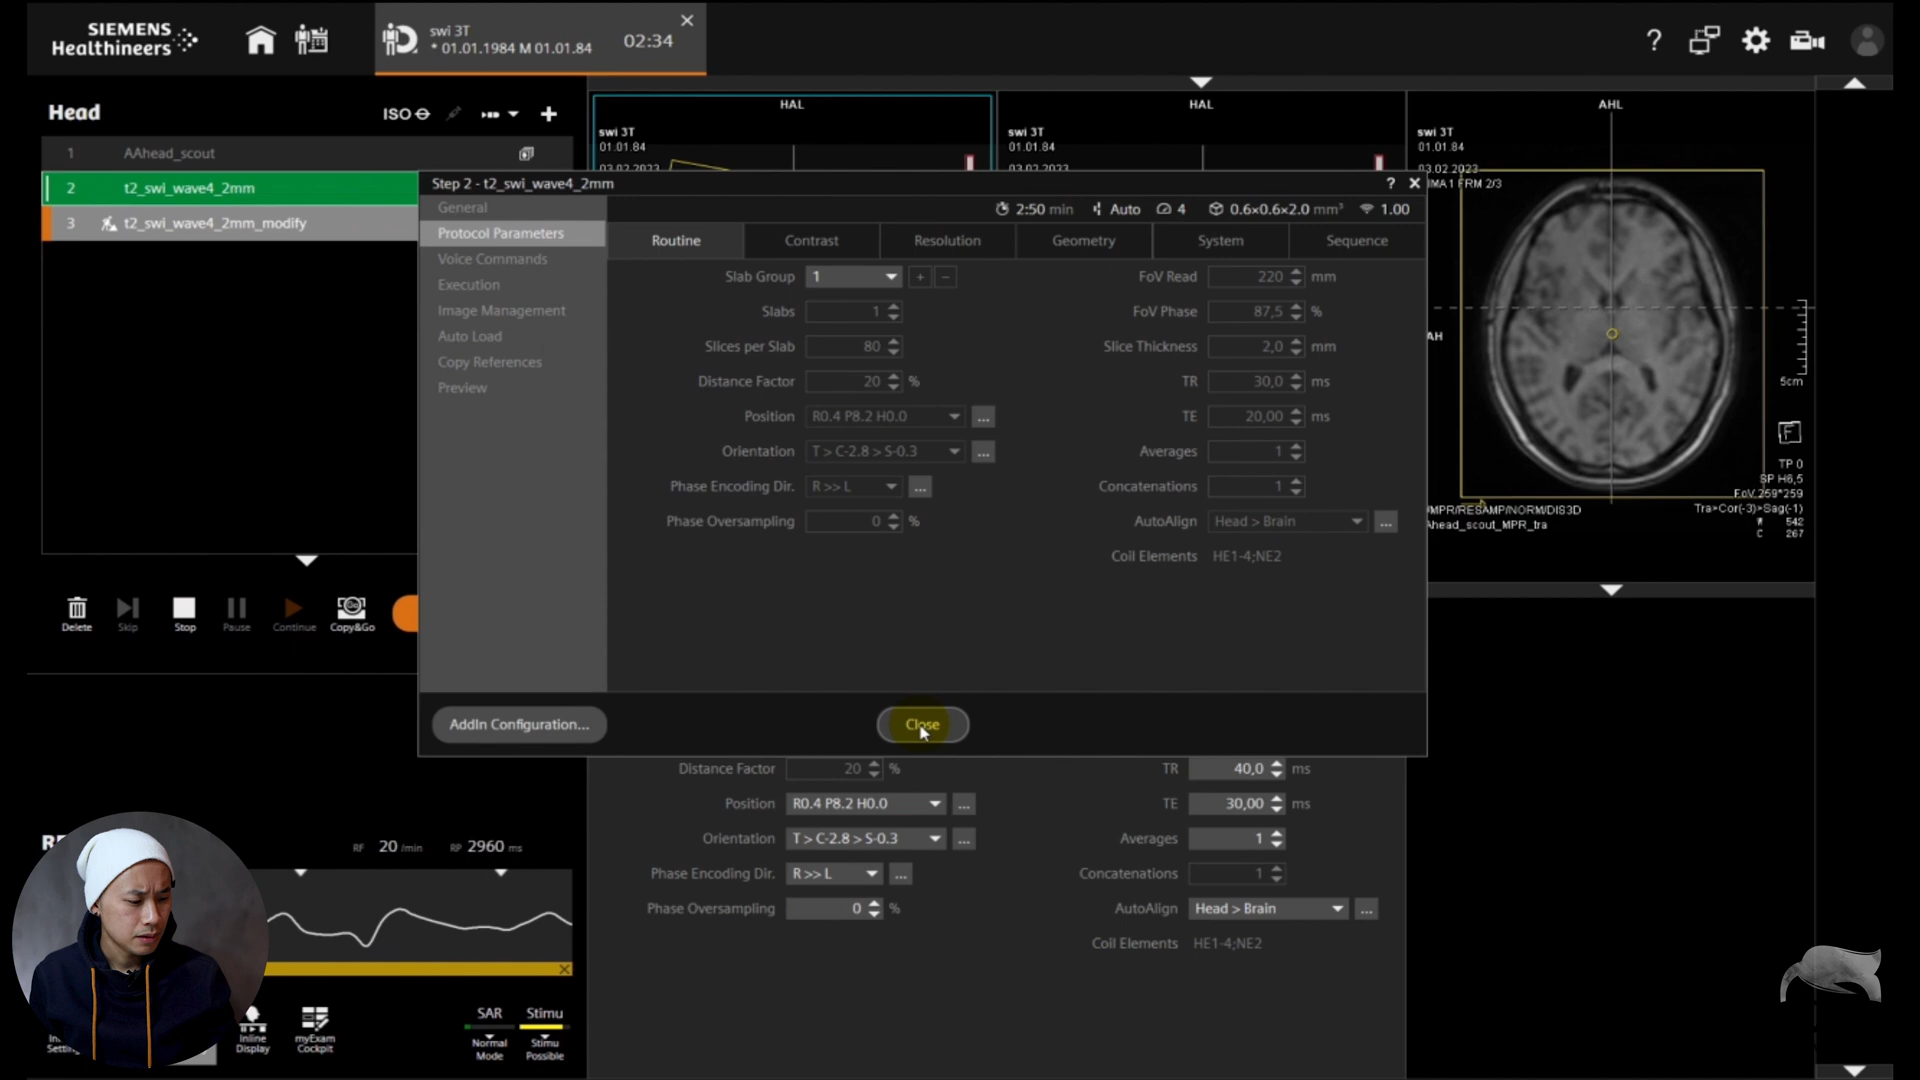 SIEMENS
Healthineers
swi 3T
* 01.01.1984 M 01.01.84
02:34
Head
ISO
1 AAhead_scout
2 t2_swi_wave4_2mm
3 t2_swi_wave4_2mm_modify
HAL
swi 3T
01.01.84
03.02.2023
HAL
swi 3T
01.01.84
03.02.2023
AHL
swi 3T
01.01.84
IMA1 FRM 2/3
AH
5cm
F
TP 0
SP H6,5
FoV 259*259
Tra>Cor(-3)>Sag(-1)
W 542
C 267
/MPR/RESAMP/NORM/DIS3D
Ahead_scout_MPR_tra
Step 2 - t2_swi_wave4_2mm
?
General
Protocol Parameters
Voice Commands
Execution
Image Management
Auto Load
Copy References
Preview
2:50 min Auto 4 0.6×0.6×2.0 mm³ 1.00
Routine Contrast Resolution Geometry System Sequence
Slab Group 1 + −
Slabs 1
Slices per Slab 80
Distance Factor 20 %
Position R0.4 P8.2 H0.0 ...
Orientation T > C-2.8 > S-0.3 ...
Phase Encoding Dir. R >> L ...
Phase Oversampling 0 %
FoV Read 220 mm
FoV Phase 87,5 %
Slice Thickness 2,0 mm
TR 30,0 ms
TE 20,00 ms
Averages 1
Concatenations 1
AutoAlign Head > Brain ...
Coil Elements HE1-4;NE2
AddIn Configuration...
Close
Delete
Skip
Stop
Pause
Continue
Copy&Go
Distance Factor 20 %
Position R0.4 P8.2 H0.0 ...
Orientation T > C-2.8 > S-0.3 ...
Phase Encoding Dir. R >> L ...
Phase Oversampling 0 %
TR 40,0 ms
TE 30,00 ms
Averages 1
Concatenations 1
AutoAlign Head > Brain ...
Coil Elements HE1-4;NE2
RF 20 /min RP 2960 ms
Inline
Display
myExam
Cockpit
SAR
Normal
Mode
Stimu
Stimu
Possible